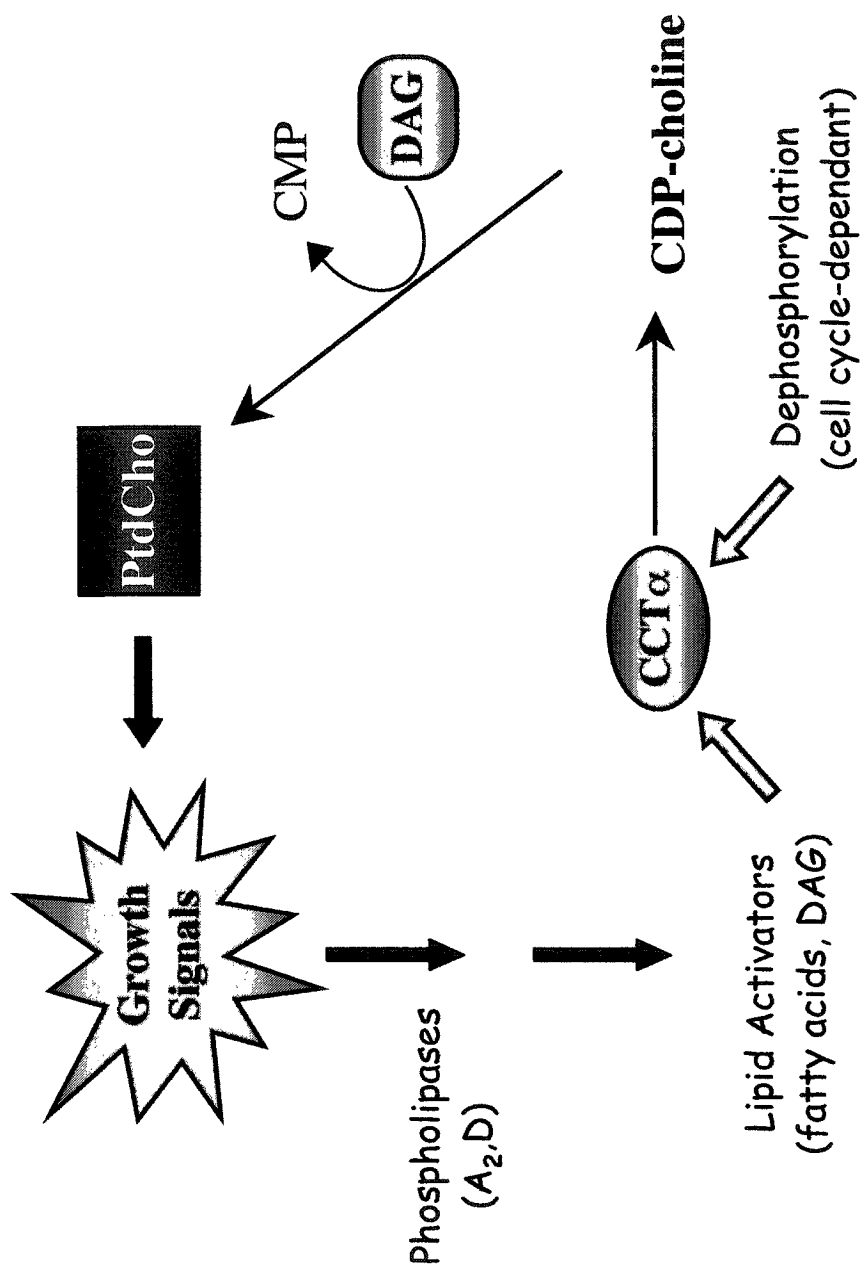 Growth
Signals
PtdCho
CMP
DAG
Phospholipases
(A₂,D)
Lipid Activators
(fatty acids, DAG)
CCTα
CDP-choline
Dephosphorylation
(cell cycle-dependant)